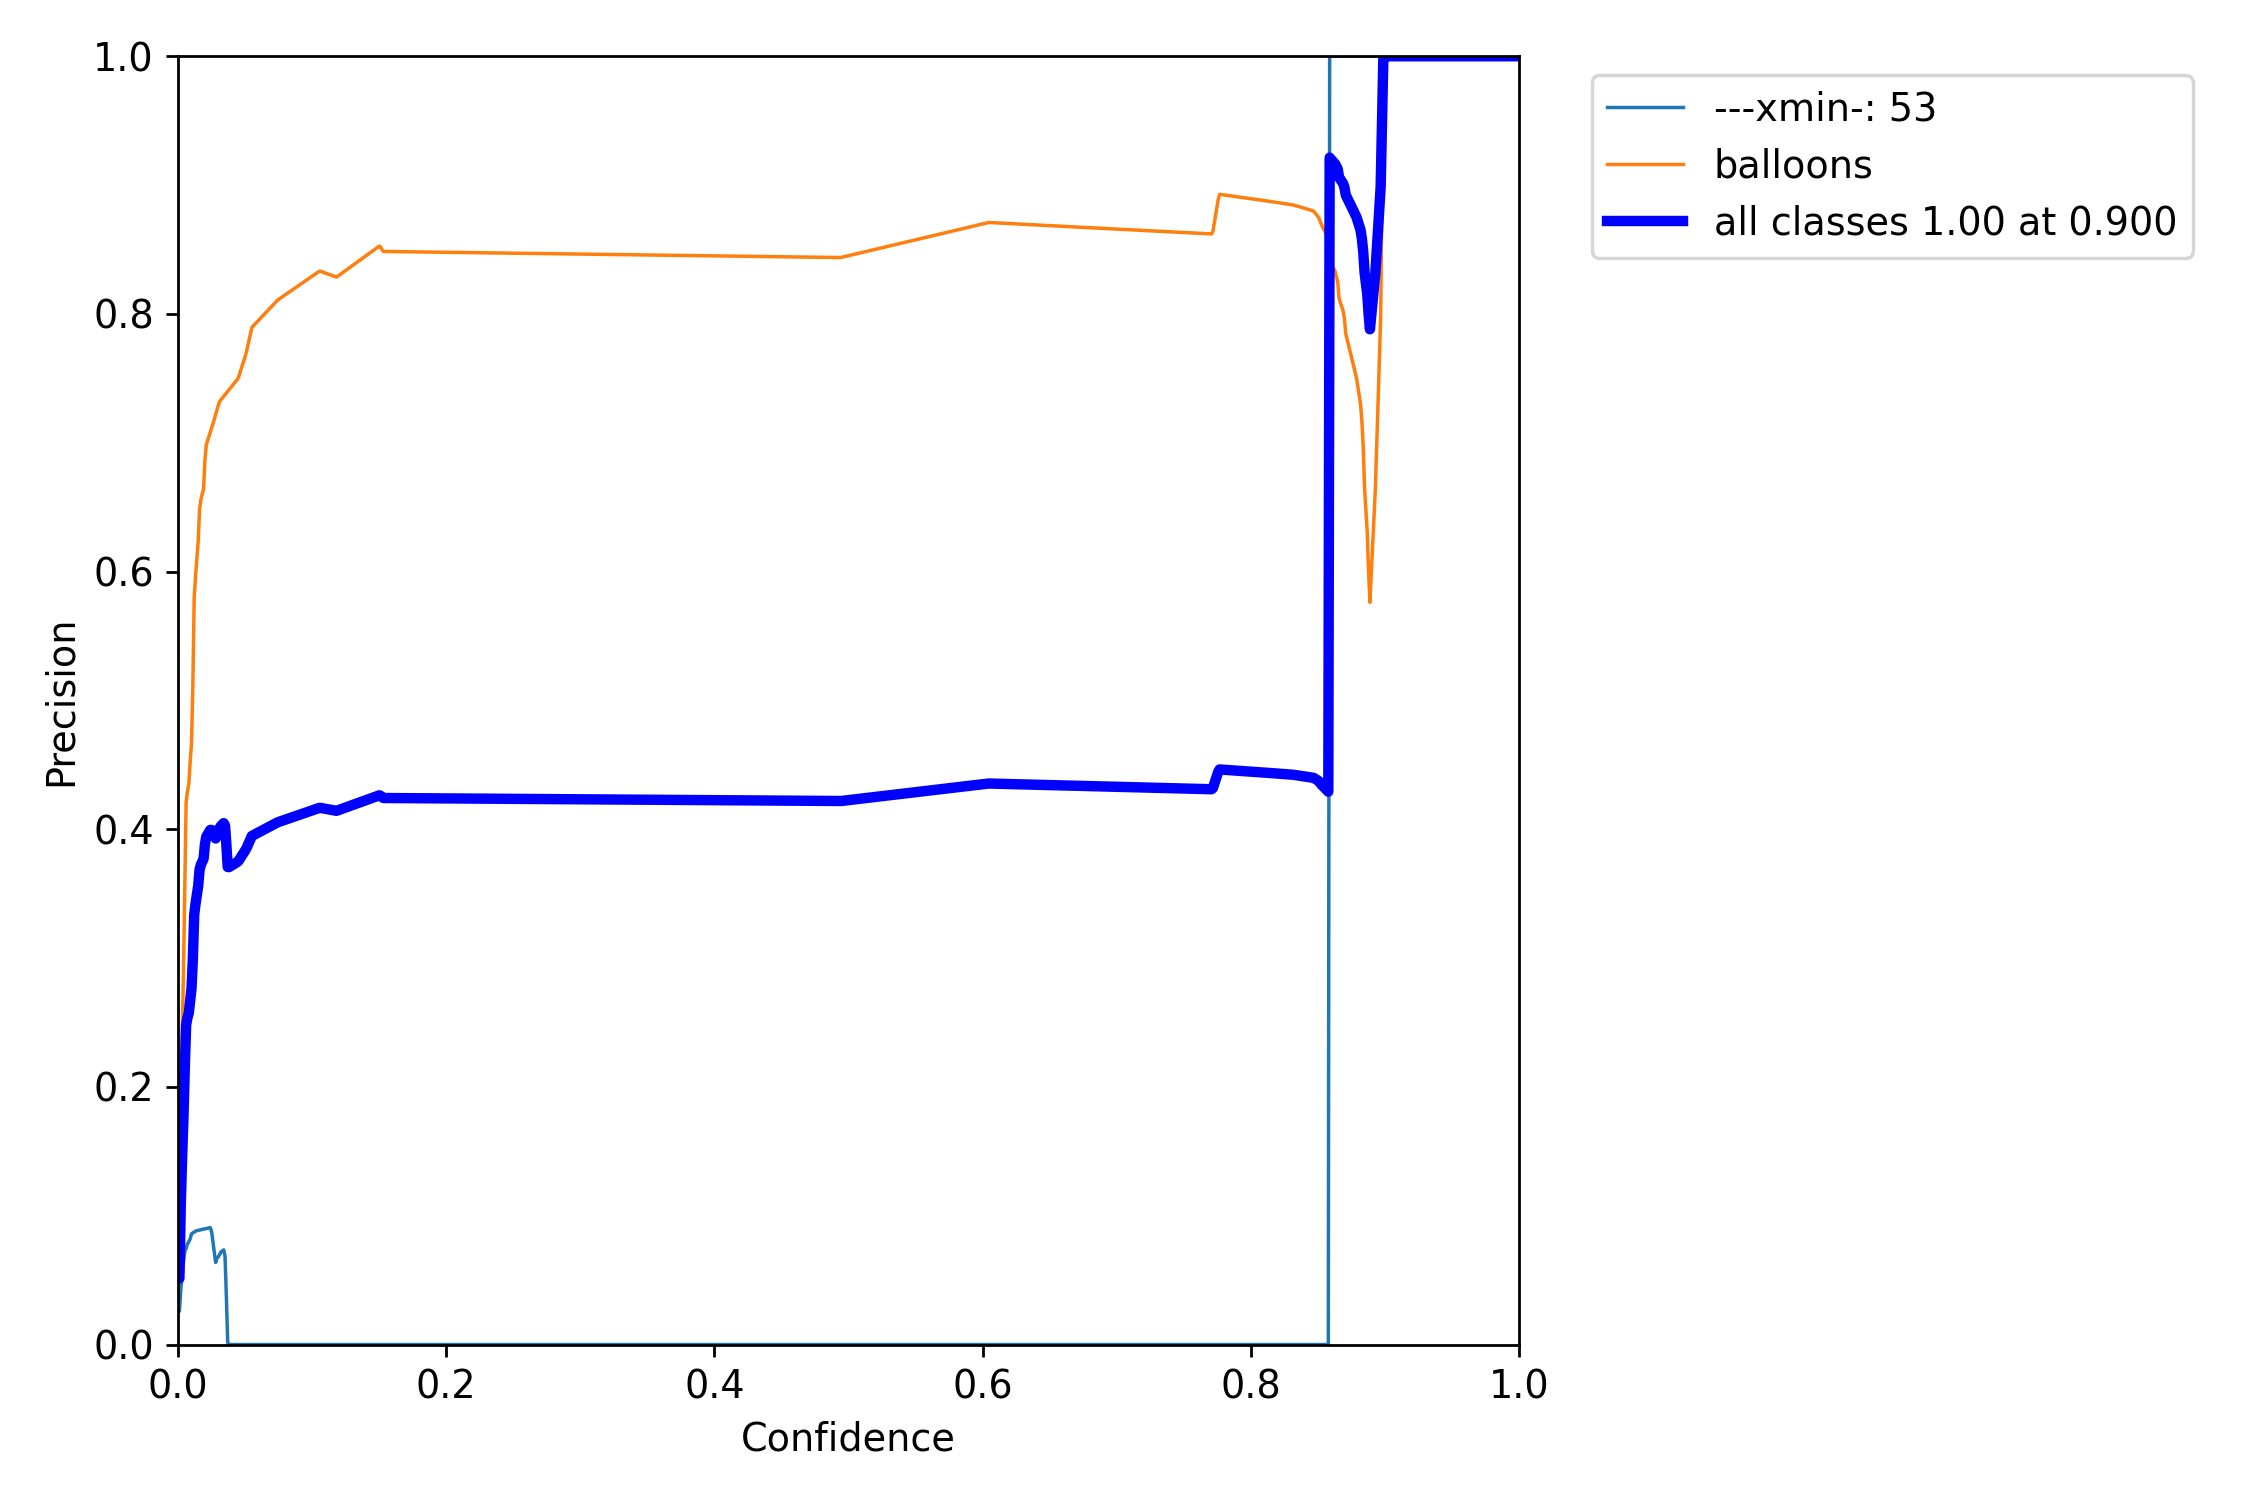 1.0
0.8
0.6
0.4
0.2
0.0
Precision
0.0 0.2 0.4 0.6 0.8 1.0
Confidence
---xmin-: 53
balloons
all classes 1.00 at 0.900